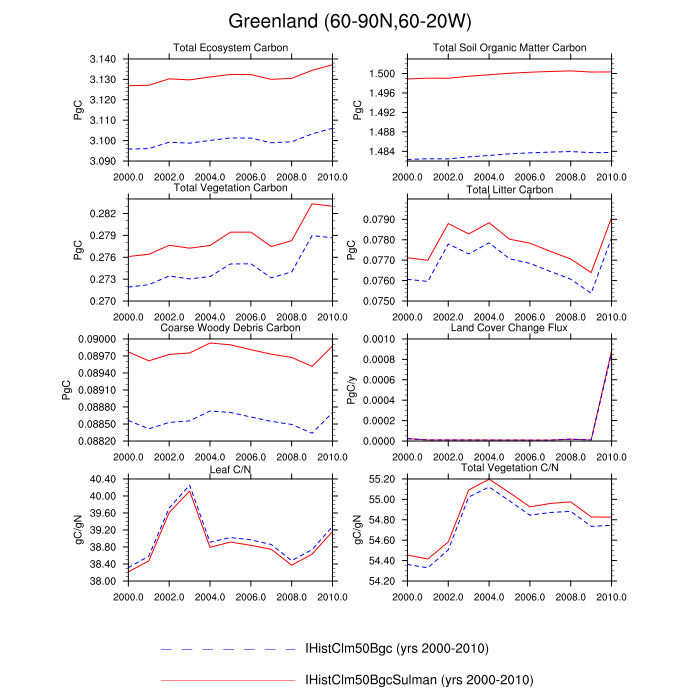 Greenland (60-90N,60-20W)
Total Ecosystem Carbon
PgC
3.140
3.130
3.120
3.110
3.100
3.090
2000.0 2002.0 2004.0 2006.0 2008.0 2010.0
Total Soil Organic Matter Carbon
PgC
1.500
1.496
1.492
1.488
1.484
2000.0 2002.0 2004.0 2006.0 2008.0 2010.0
Total Vegetation Carbon
PgC
0.282
0.279
0.276
0.273
0.270
2000.0 2002.0 2004.0 2006.0 2008.0 2010.0
Total Litter Carbon
PgC
0.0790
0.0780
0.0770
0.0760
0.0750
2000.0 2002.0 2004.0 2006.0 2008.0 2010.0
Coarse Woody Debris Carbon
PgC
0.09000
0.08970
0.08940
0.08910
0.08880
0.08850
0.08820
2000.0 2002.0 2004.0 2006.0 2008.0 2010.0
Land Cover Change Flux
PgC/y
0.0010
0.0008
0.0006
0.0004
0.0002
0.0000
2000.0 2002.0 2004.0 2006.0 2008.0 2010.0
Leaf C/N
gC/gN
40.40
40.00
39.60
39.20
38.80
38.40
38.00
2000.0 2002.0 2004.0 2006.0 2008.0 2010.0
Total Vegetation C/N
gC/gN
55.20
55.00
54.80
54.60
54.40
54.20
2000.0 2002.0 2004.0 2006.0 2008.0 2010.0
IHistClm50Bgc (yrs 2000-2010)
IHistClm50BgcSulman (yrs 2000-2010)